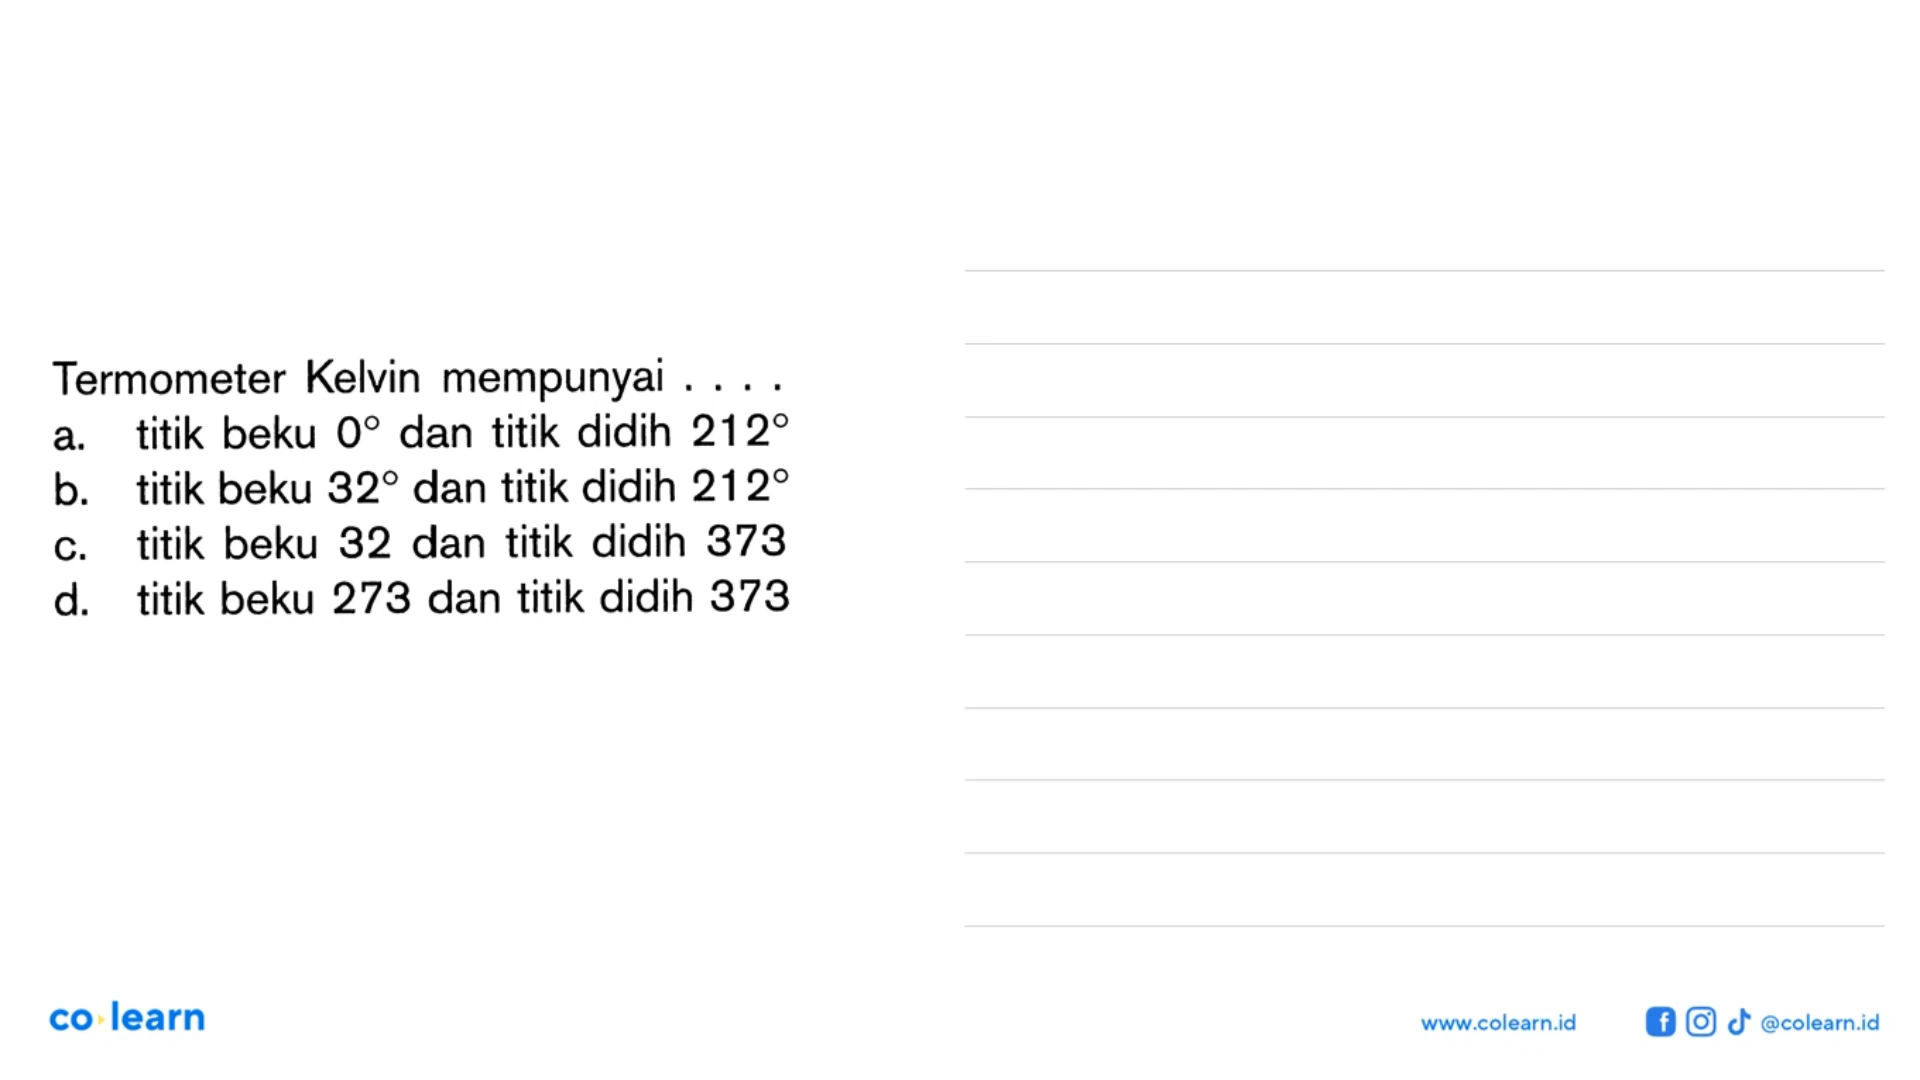 Termometer Kelvin mempunyai . . . .
a. titik beku 0° dan titik didih 212°
b. titik beku 32° dan titik didih 212°
c. titik beku 32 dan titik didih 373
d. titik beku 273 dan titik didih 373
co learn
www.colearn.id @colearn.id